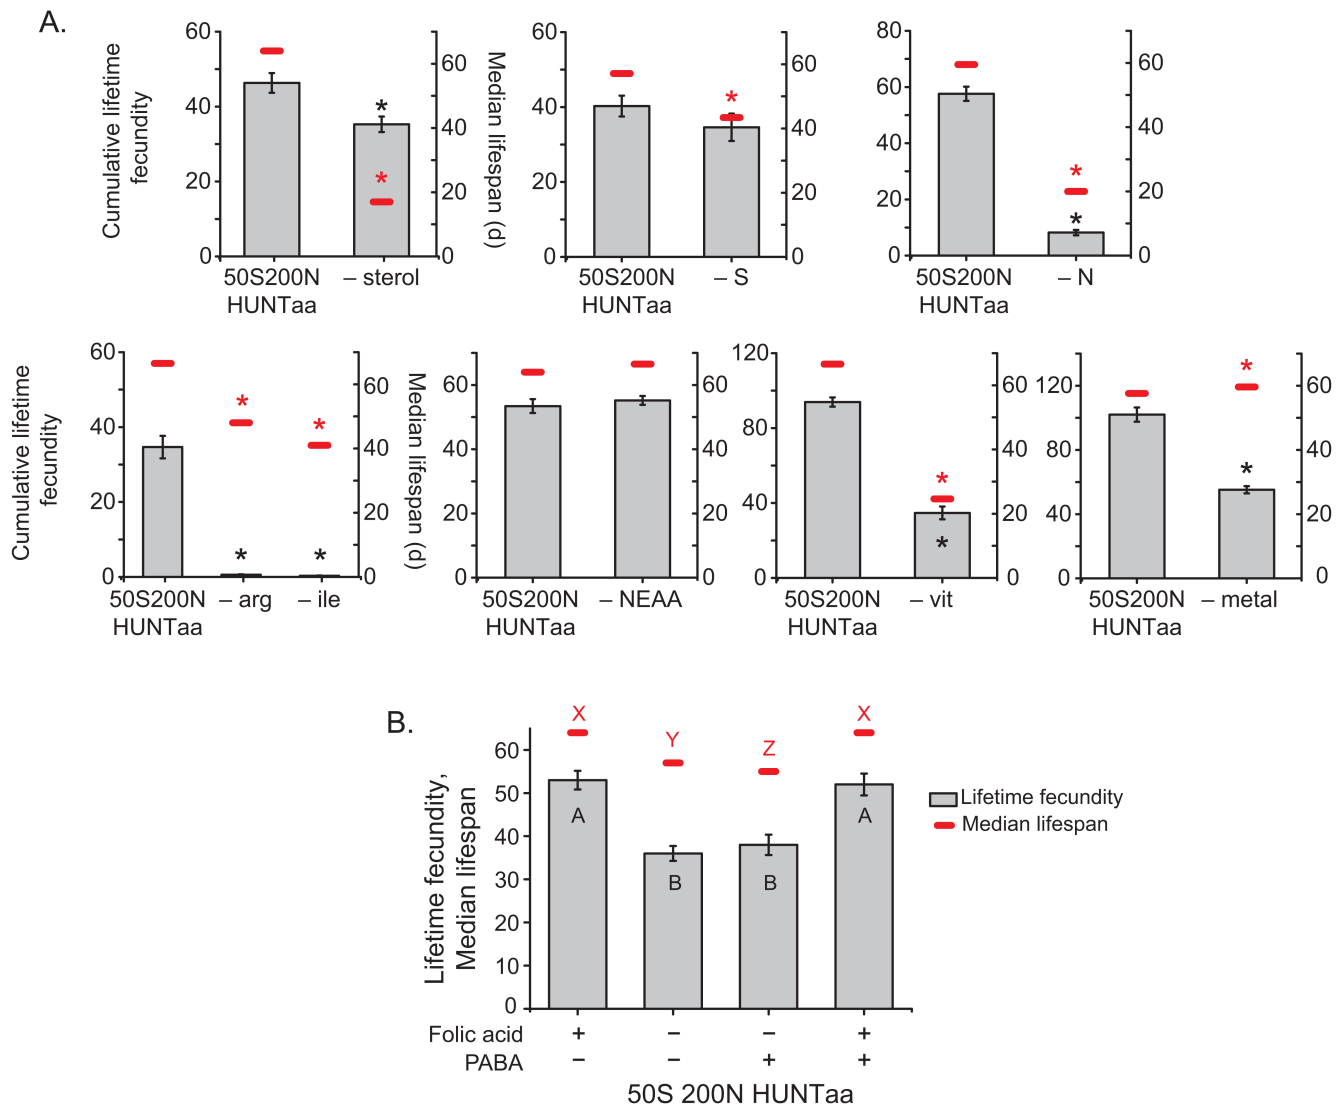 A.
Cumulative lifetime
fecundity
60
40
20
0
60
40
20
0
*
*
50S200N
HUNTaa
– sterol
Median lifespan (d)
60
40
20
0
60
40
20
0
*
50S200N
HUNTaa
– S
80
60
40
20
0
60
40
20
0
*
*
50S200N
HUNTaa
– N
Cumulative lifetime
fecundity
60
40
20
0
60
40
20
0
*
*
*
*
50S200N
HUNTaa
– arg
– ile
Median lifespan (d)
60
40
20
0
60
40
20
0
50S200N
HUNTaa
– NEAA
120
80
40
0
60
40
20
0
*
*
50S200N
HUNTaa
– vit
120
80
40
0
60
40
20
0
*
*
50S200N
HUNTaa
– metal
B.
Lifetime fecundity,
Median lifespan
60
50
40
30
20
10
0
X
Y
Z
X
A
B
B
A
Lifetime fecundity
Median lifespan
Folic acid + – – +
PABA – – + +
50S 200N HUNTaa